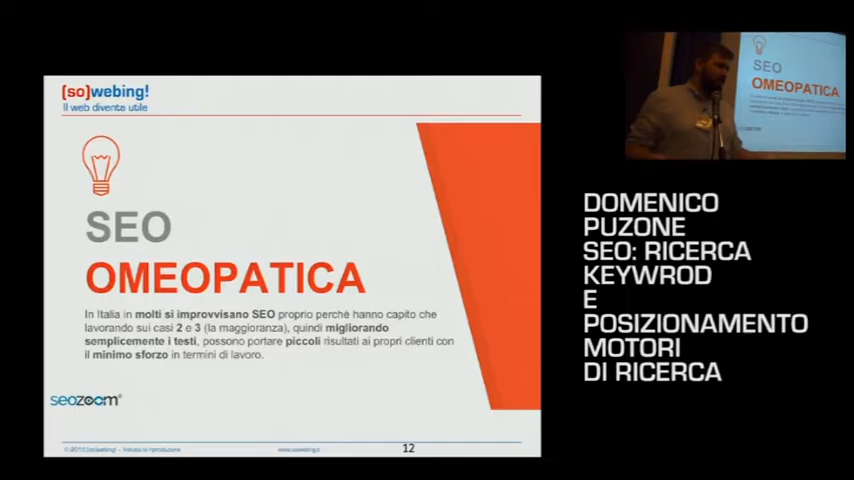 (so)webing!
Il web diventa utile
SEO
OMEOPATICA
In Italia in molti si improvvisano SEO proprio perchè hanno capito che
lavorando sui casi 2 e 3 (la maggioranza), quindi migliorando
semplicemente i testi, possono portare piccoli risultati ai propri clienti con
il minimo sforzo in termini di lavoro.
seozoom
12
SEO
OMEOPATICA
DOMENICO
PUZONE
SEO: RICERCA
KEYWROD
E
POSIZIONAMENTO
MOTORI
DI RICERCA